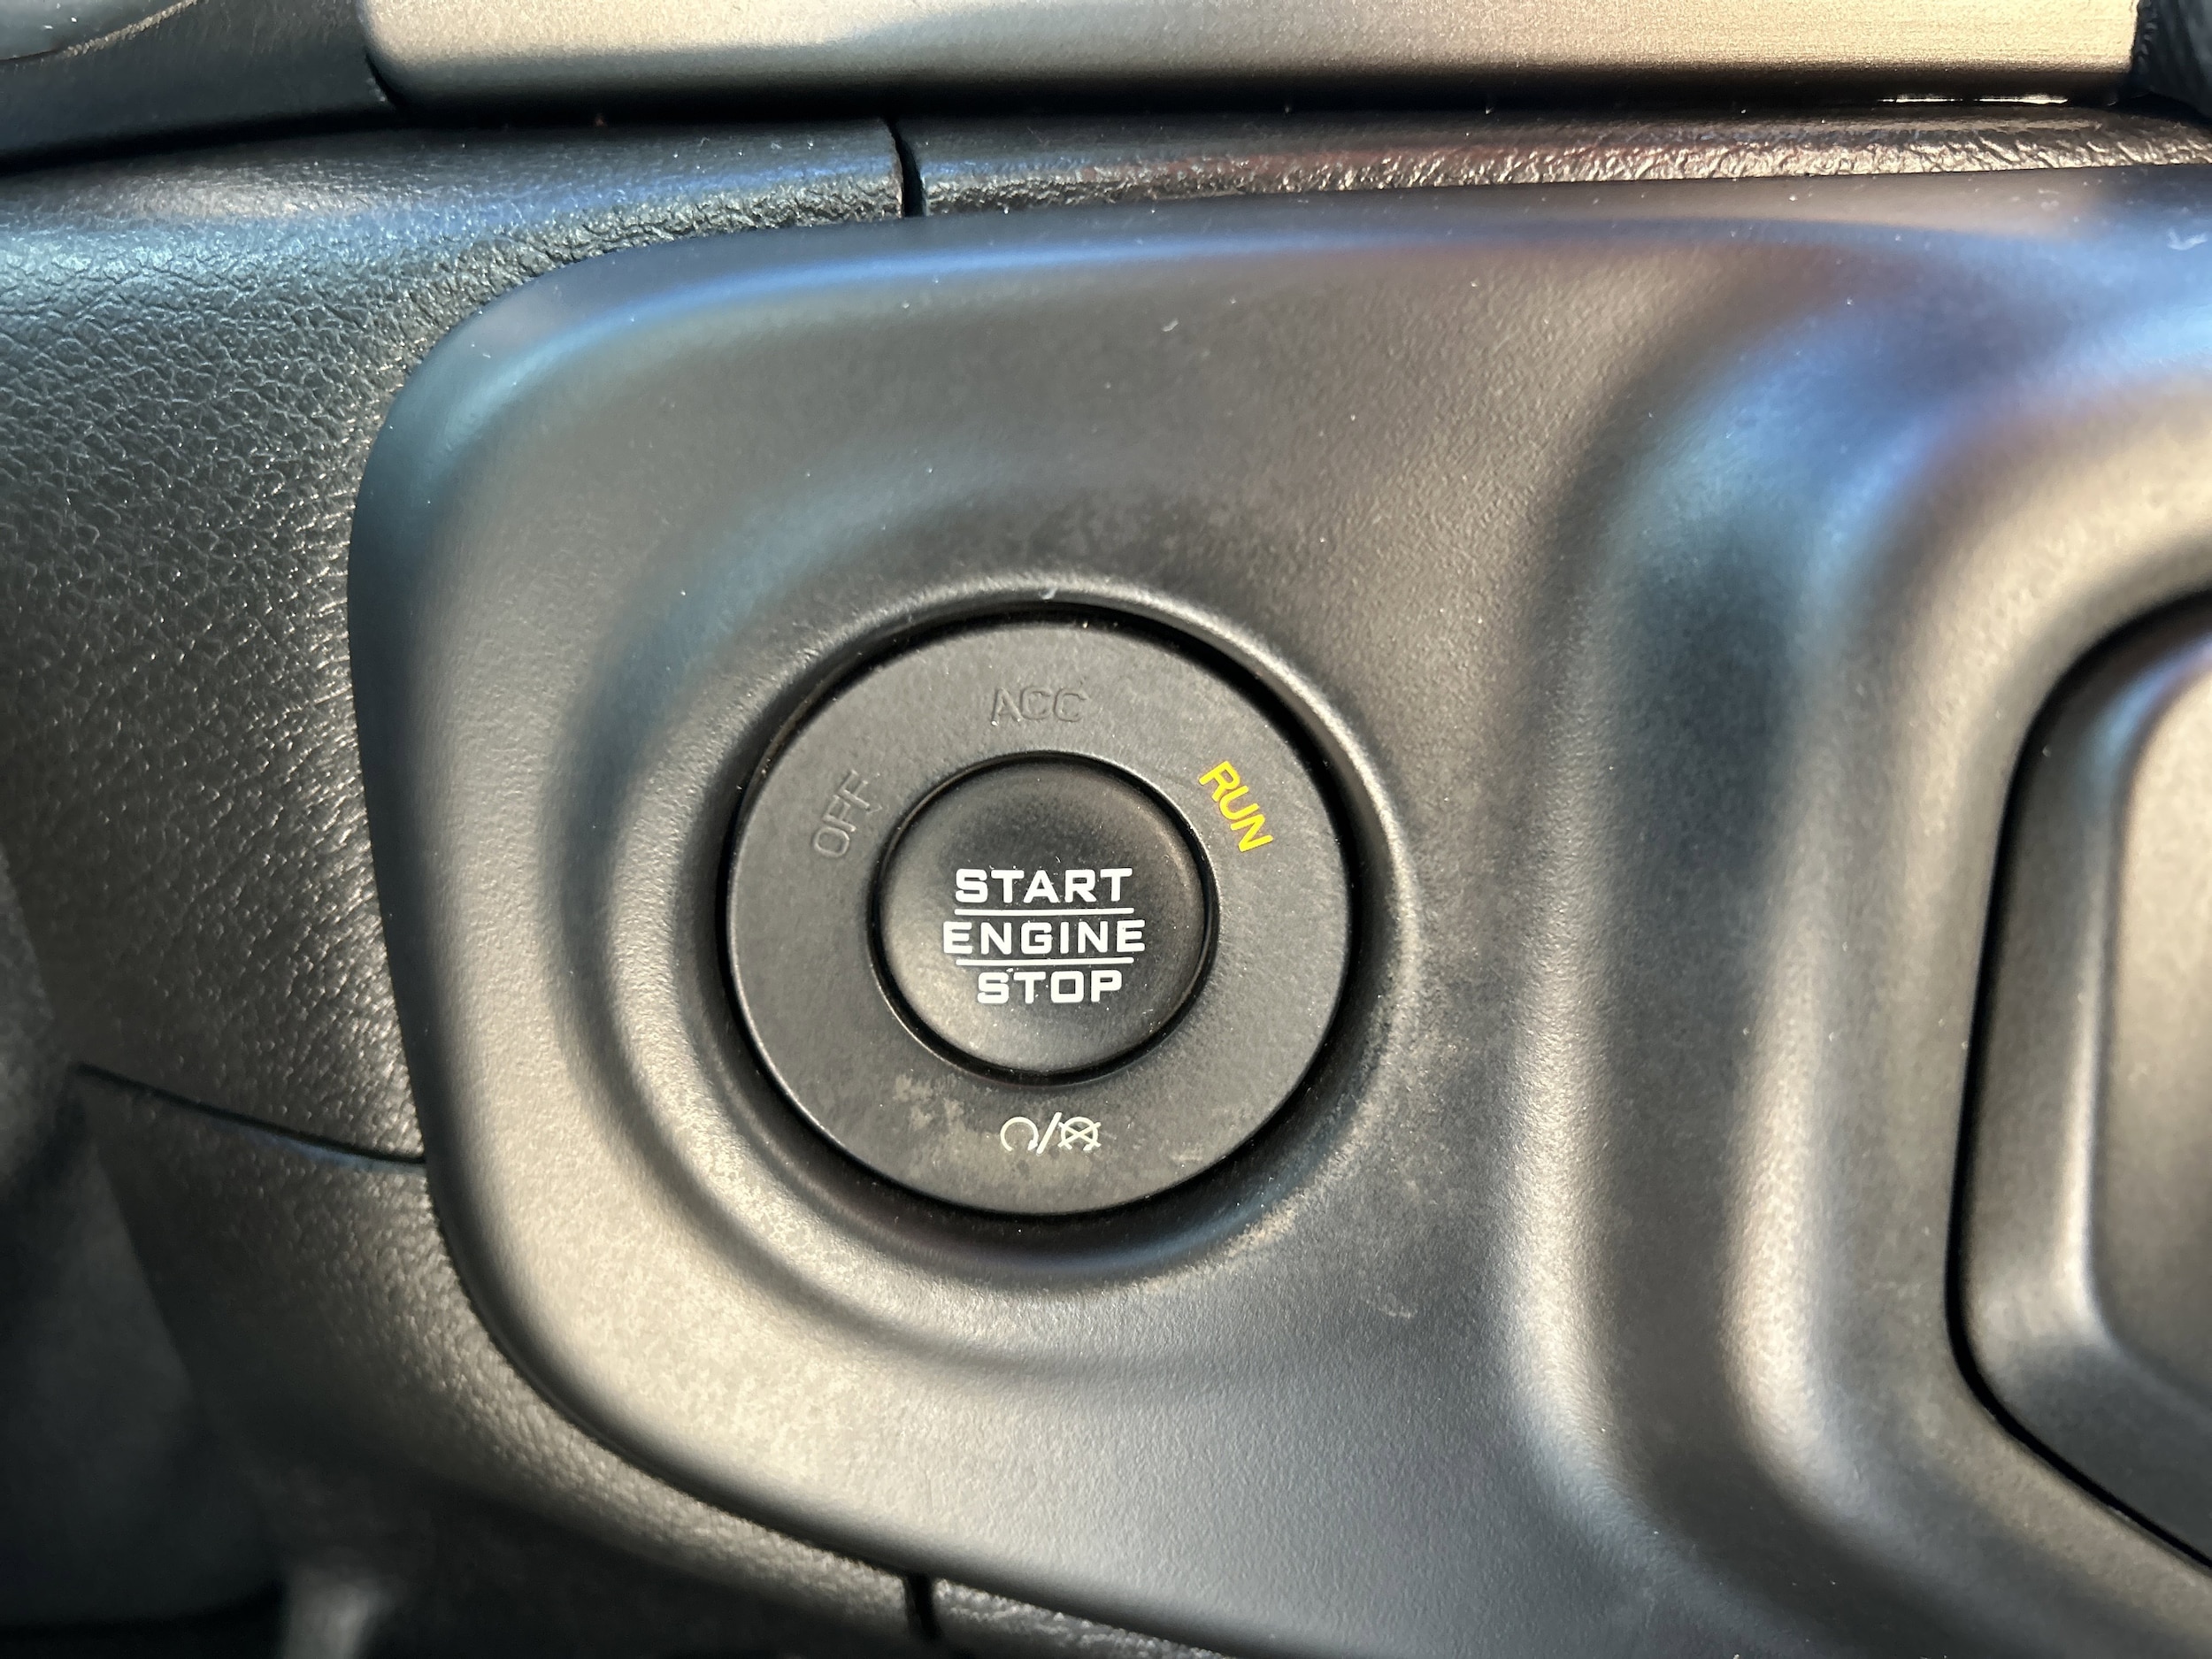 ACC
OFF
RUN
START
ENGINE
STOP